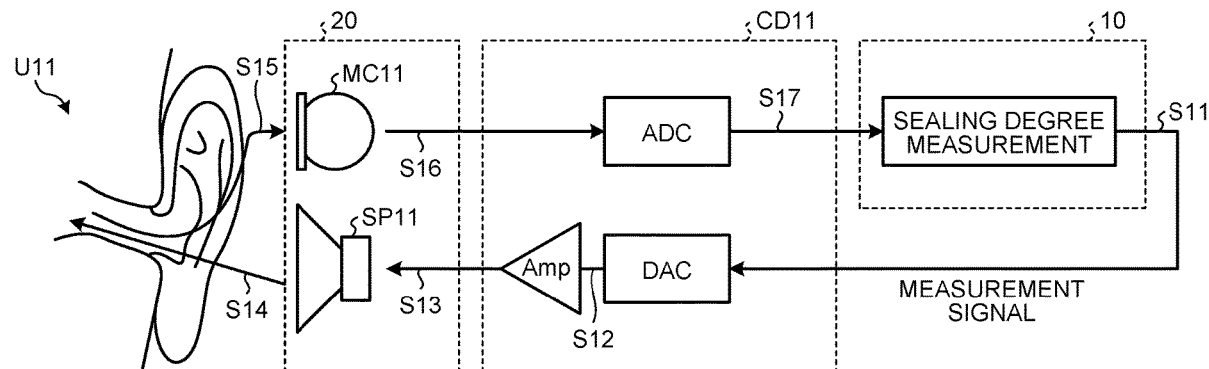 20
CD11
10
U11
S15
MC11
S16
ADC
S17
SEALING DEGREE
MEASUREMENT
S11
SP11
S14
S13
Amp
S12
DAC
MEASUREMENT
SIGNAL